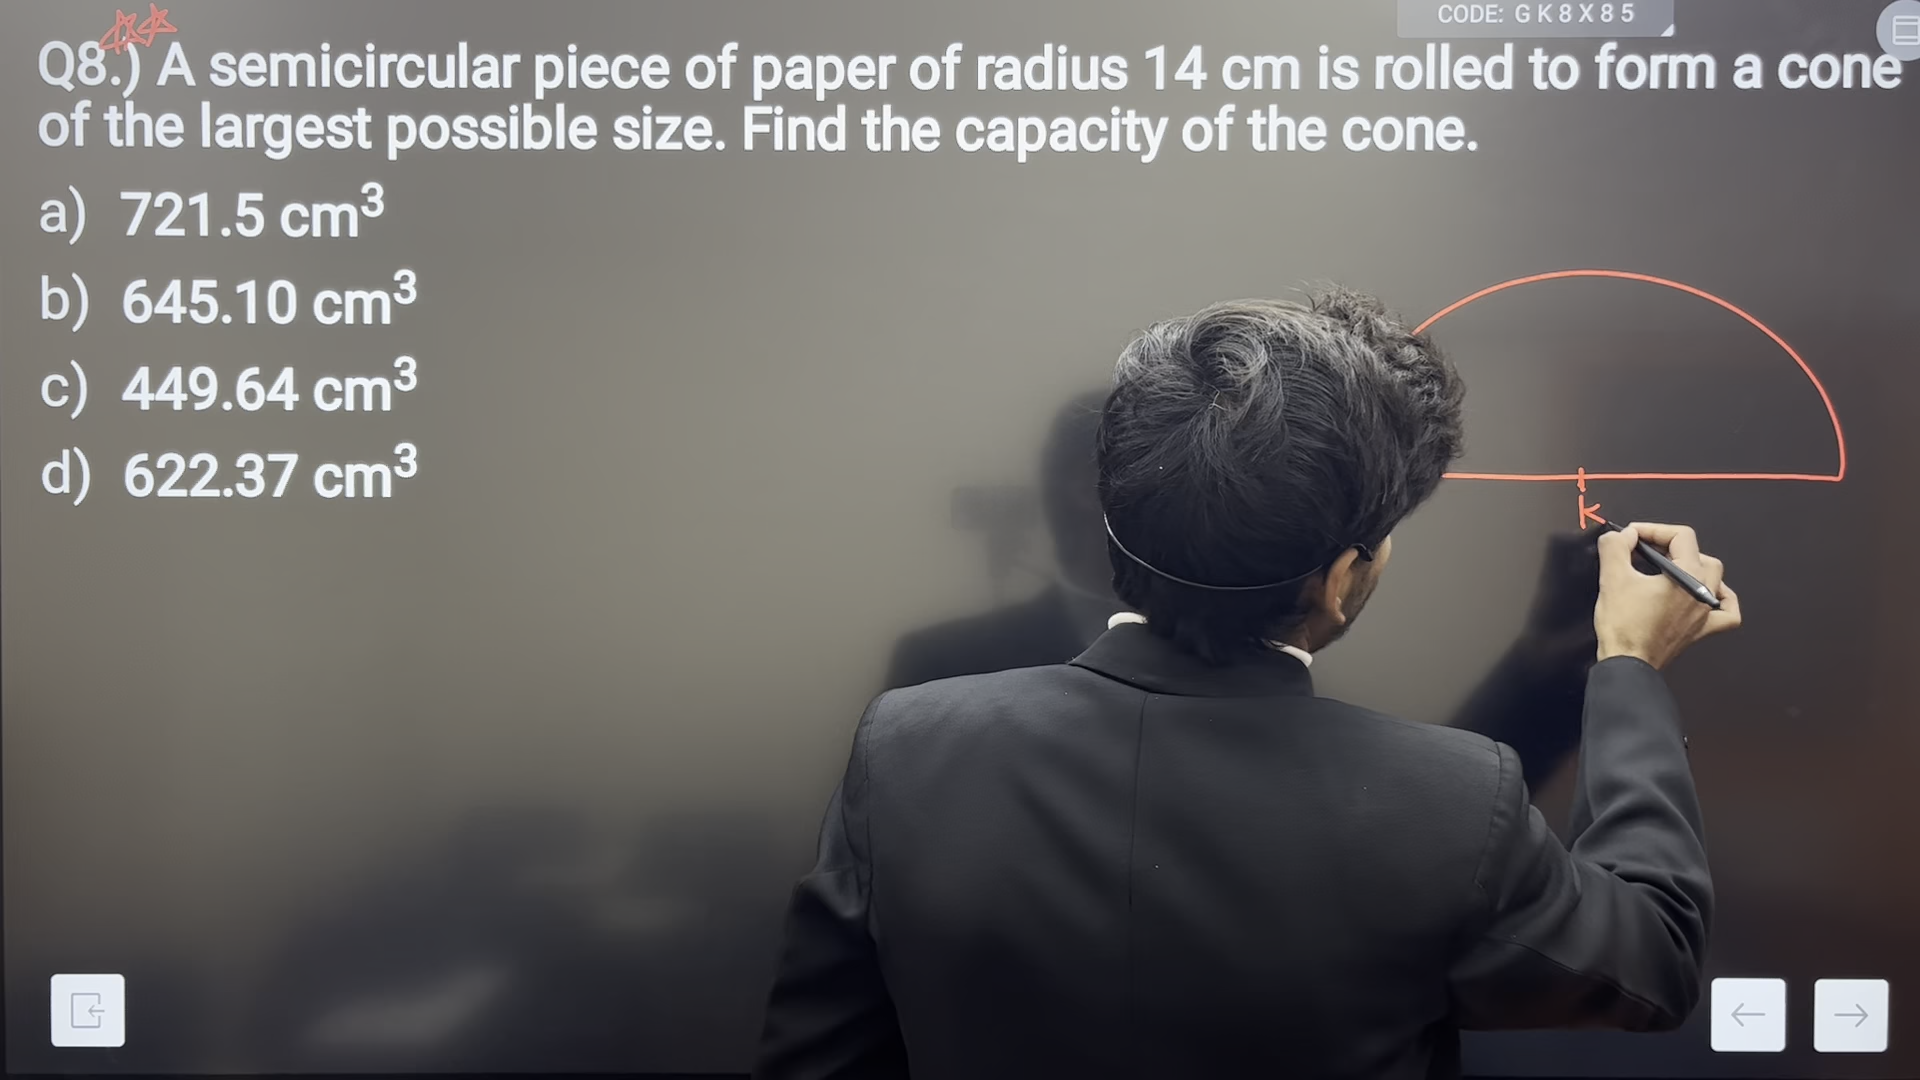 CODE: GK8X85
Q8.) A semicircular piece of paper of radius 14 cm is rolled to form a cone
of the largest possible size. Find the capacity of the cone.
a) 721.5 cm³
b) 645.10 cm³
c) 449.64 cm³
d) 622.37 cm³